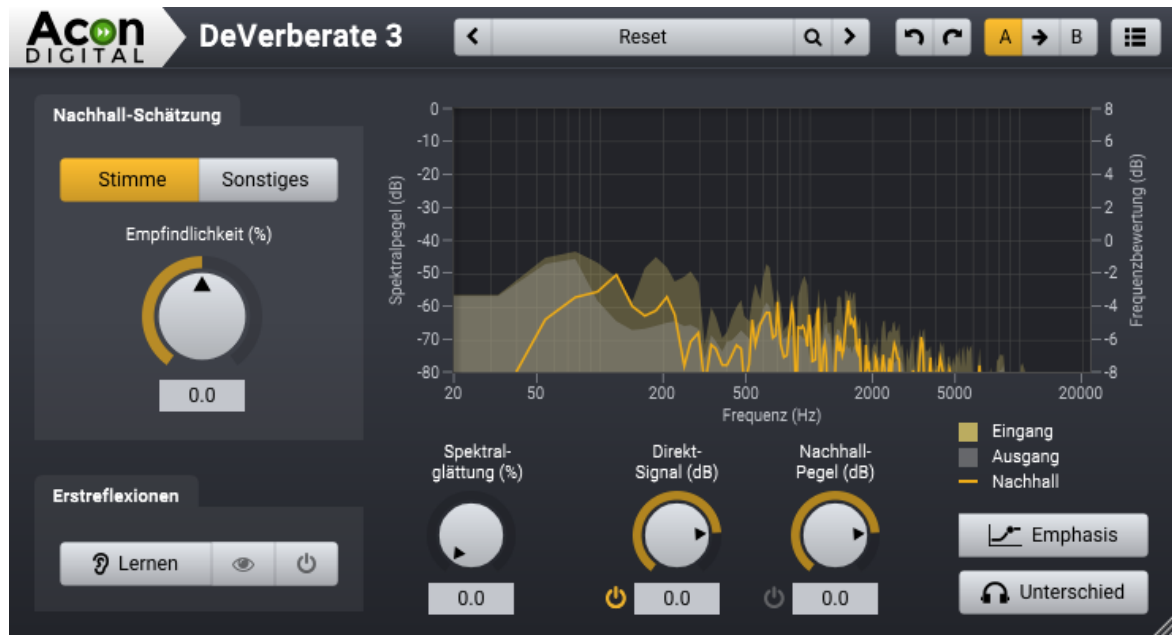 Acon DIGITAL DeVerberate 3 Reset A B
Nachhall-Schätzung
Stimme Sonstiges
Empfindlichkeit (%)
0.0
Erstreflexionen
Lernen
Spektralpegel (dB)
0
-10
-20
-30
-40
-50
-60
-70
-80
8
6
4
2
0
-2
-4
-6
-8
Frequenzbewertung (dB)
20 50 200 500 2000 5000 20000
Frequenz (Hz)
Eingang
Ausgang
Nachhall
Spektral-
glättung (%)
0.0
Direkt-
Signal (dB)
0.0
Nachhall-
Pegel (dB)
0.0
Emphasis
Unterschied